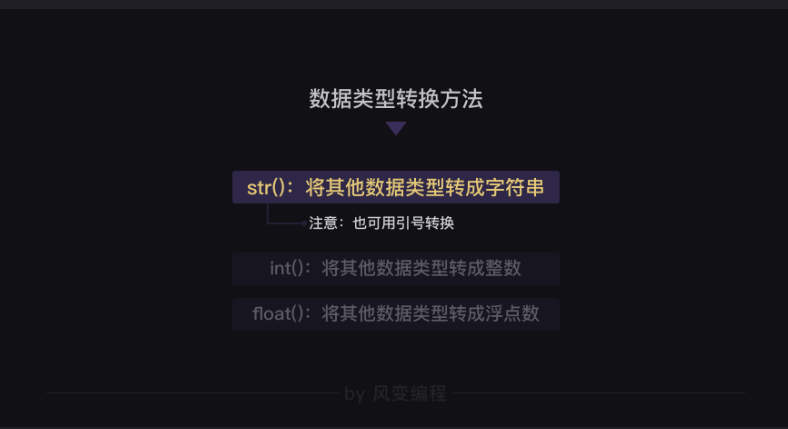 数据类型转换方法
str()：将其他数据类型转成字符串
注意：也可用引号转换
int()：将其他数据类型转成整数
float()：将其他数据类型转成浮点数
by 风变编程